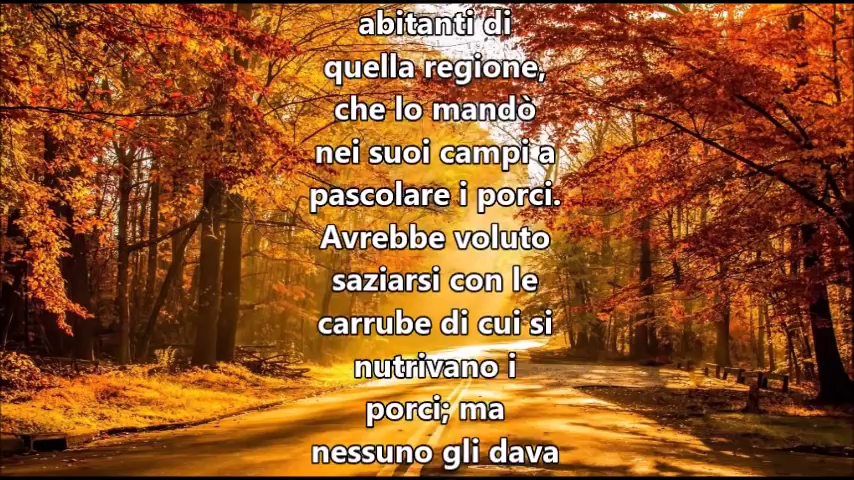 abitanti di
quella regione,
che lo mandò
nei suoi campi a
pascolare i porci.
Avrebbe voluto
saziarsi con le
carrube di cui si
nutrivano i
porci; ma
nessuno gli dava